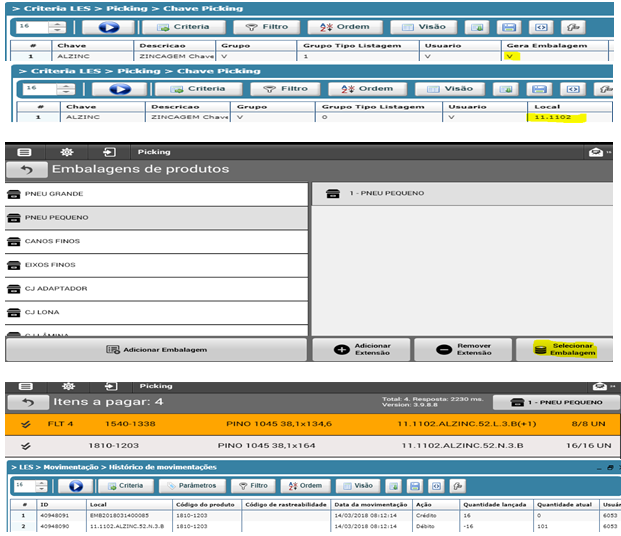 > Criteria LES > Picking > Chave Picking
16 Criteria Filtro Ordem Visão
# Chave Descricao Grupo Grupo Tipo Listagem Usuario Gera Embalagem
1 ALZINC ZINCAGEM Chave V 1 V V
> Criteria LES > Picking > Chave Picking
16 Criteria Filtro Ordem Visão
# Chave Descricao Grupo Grupo Tipo Listagem Usuario Local
1 ALZINC ZINCAGEM Chave V 0 V 11.1102
Picking
Embalagens de produtos
PNEU GRANDE
1 - PNEU PEQUENO
PNEU PEQUENO
CANOS FINOS
EIXOS FINOS
CJ ADAPTADOR
CJ LONA
CJ LÂMINA
Adicionar Embalagem
Adicionar Extensão
Remover Extensão
Selecionar Embalagem
Picking
Itens a pagar: 4
Total: 4. Resposta: 2230 ms.
Version: 3.9.8.8
1 - PNEU PEQUENO
FLT 4 1540-1338 PINO 1045 38,1x134,6 11.1102.ALZINC.52.L.3.B(+1) 8/8 UN
1810-1203 PINO 1045 38,1x164 11.1102.ALZINC.52.N.3.B 16/16 UN
> LES > Movimentação > Histórico de movimentações
16 Criteria Parâmetros Filtro Ordem Visão
# ID Local Código do produto Código de rastreabilidade Data da movimentação Ação Quantidade lançada Quantidade atual Usuár
1 40948091 EMB2018031400085 1810-1203 14/03/2018 08:12:14 Crédito 16 0 6053
2 40948090 11.1102.ALZINC.52.N.3.B 1810-1203 14/03/2018 08:12:14 Débito -16 101 6053